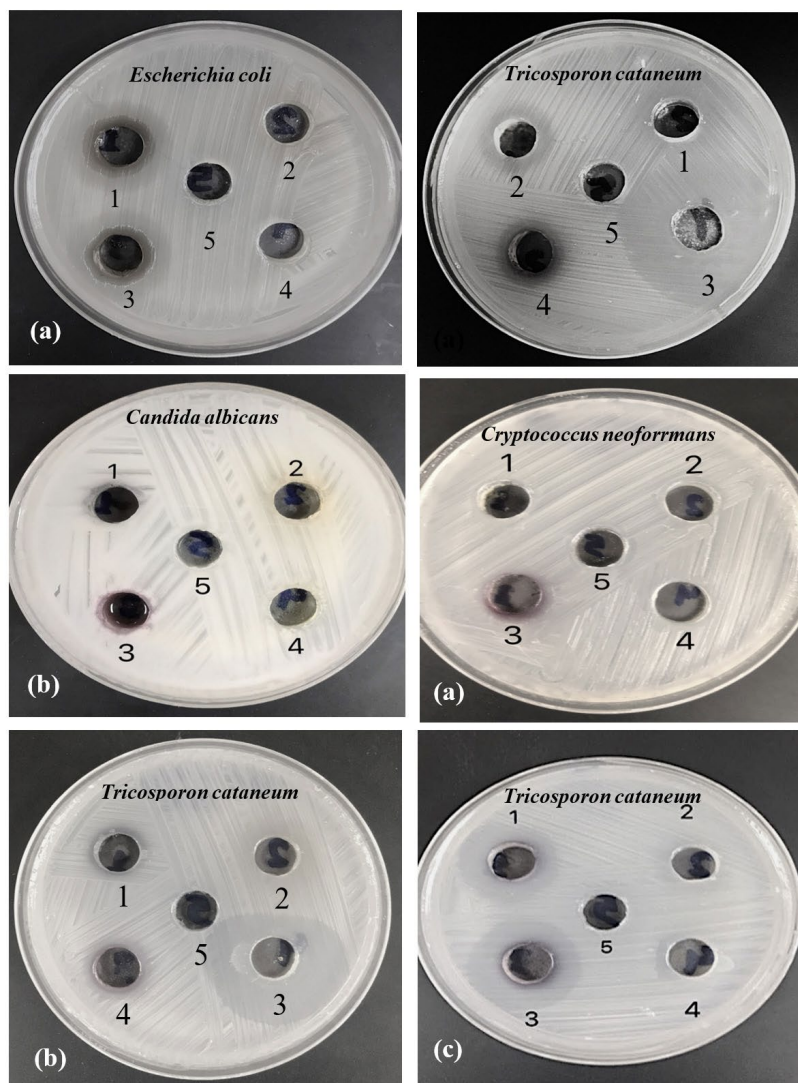 Escherichia coli
1
2
5
3
4
(a)
Tricosporon cataneum
1
2
5
3
4
(a)
Candida albicans
1
2
5
3
4
(b)
Cryptococcus neoforrmans
1
2
5
3
4
(a)
Tricosporon cataneum
1
2
5
4
3
(b)
Tricosporon cataneum
1
2
5
3
4
(c)